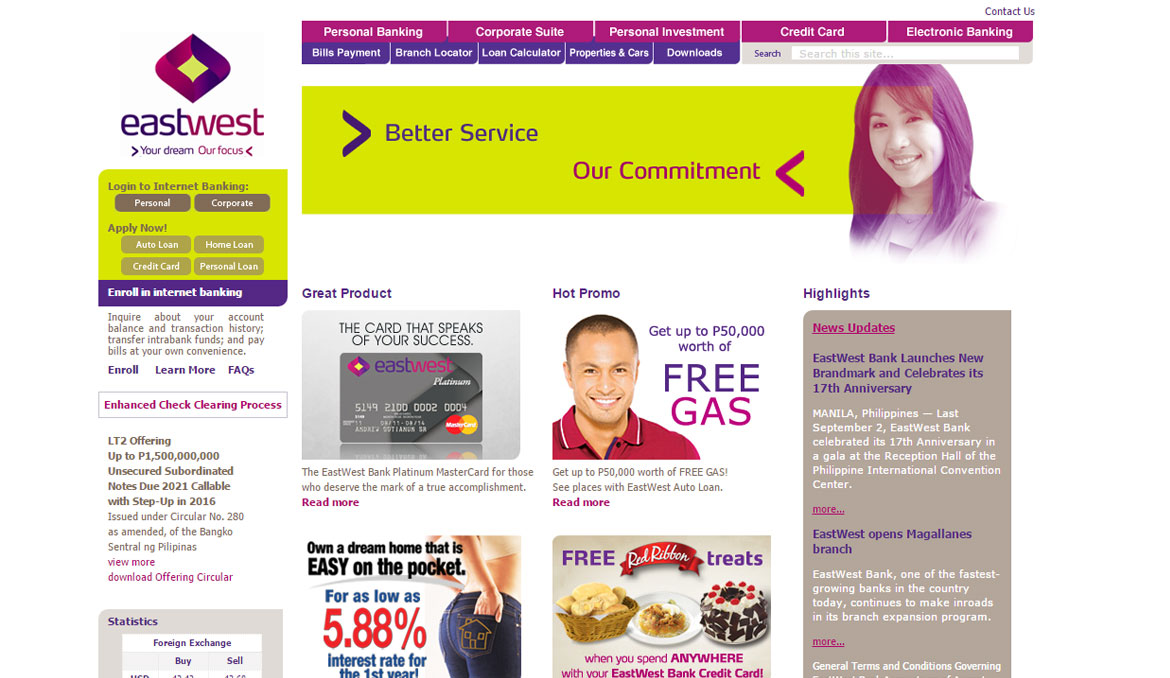 Contact Us
Personal Banking
Corporate Suite
Personal Investment
Credit Card
Electronic Banking
Bills Payment
Branch Locator
Loan Calculator
Properties & Cars
Downloads
Search
Search this site...
eastwest
Your dream Our focus
Better Service
Our Commitment
Login to Internet Banking:
Personal
Corporate
Apply Now!
Auto Loan
Home Loan
Credit Card
Personal Loan
Enroll in internet banking
Inquire about your account
balance and transaction history;
transfer intrabank funds; and pay
bills at your own convenience.
Enroll
Learn More
FAQs
Enhanced Check Clearing Process
LT2 Offering
Up to P1,500,000,000
Unsecured Subordinated
Notes Due 2021 Callable
with Step-Up in 2016
Issued under Circular No. 280
as amended, of the Bangko
Sentral ng Pilipinas
view more
download Offering Circular
Statistics
Foreign Exchange
Buy
Sell
Great Product
THE CARD THAT SPEAKS
OF YOUR SUCCESS.
eastwest
Platinum
5149 2100 0002 0004
MasterCard
The EastWest Bank Platinum MasterCard for those
who deserve the mark of a true accomplishment.
Read more
Own a dream home that is
EASY on the pocket.
For as low as
5.88%
Interest rate for
the 1st year!
Hot Promo
Get up to P50,000
worth of
FREE
GAS
Get up to P50,000 worth of FREE GAS!
See places with EastWest Auto Loan.
Read more
FREE Red Ribbon treats
when you spend ANYWHERE
with your EastWest Bank Credit Card!
Highlights
News Updates
EastWest Bank Launches New
Brandmark and Celebrates its
17th Anniversary
MANILA, Philippines — Last
September 2, EastWest Bank
celebrated its 17th Anniversary in
a gala at the Reception Hall of the
Philippine International Convention
Center.
more...
EastWest opens Magallanes
branch
EastWest Bank, one of the fastest-
growing banks in the country
today, continues to make inroads
in its branch expansion program.
more...
General Terms and Conditions Governing